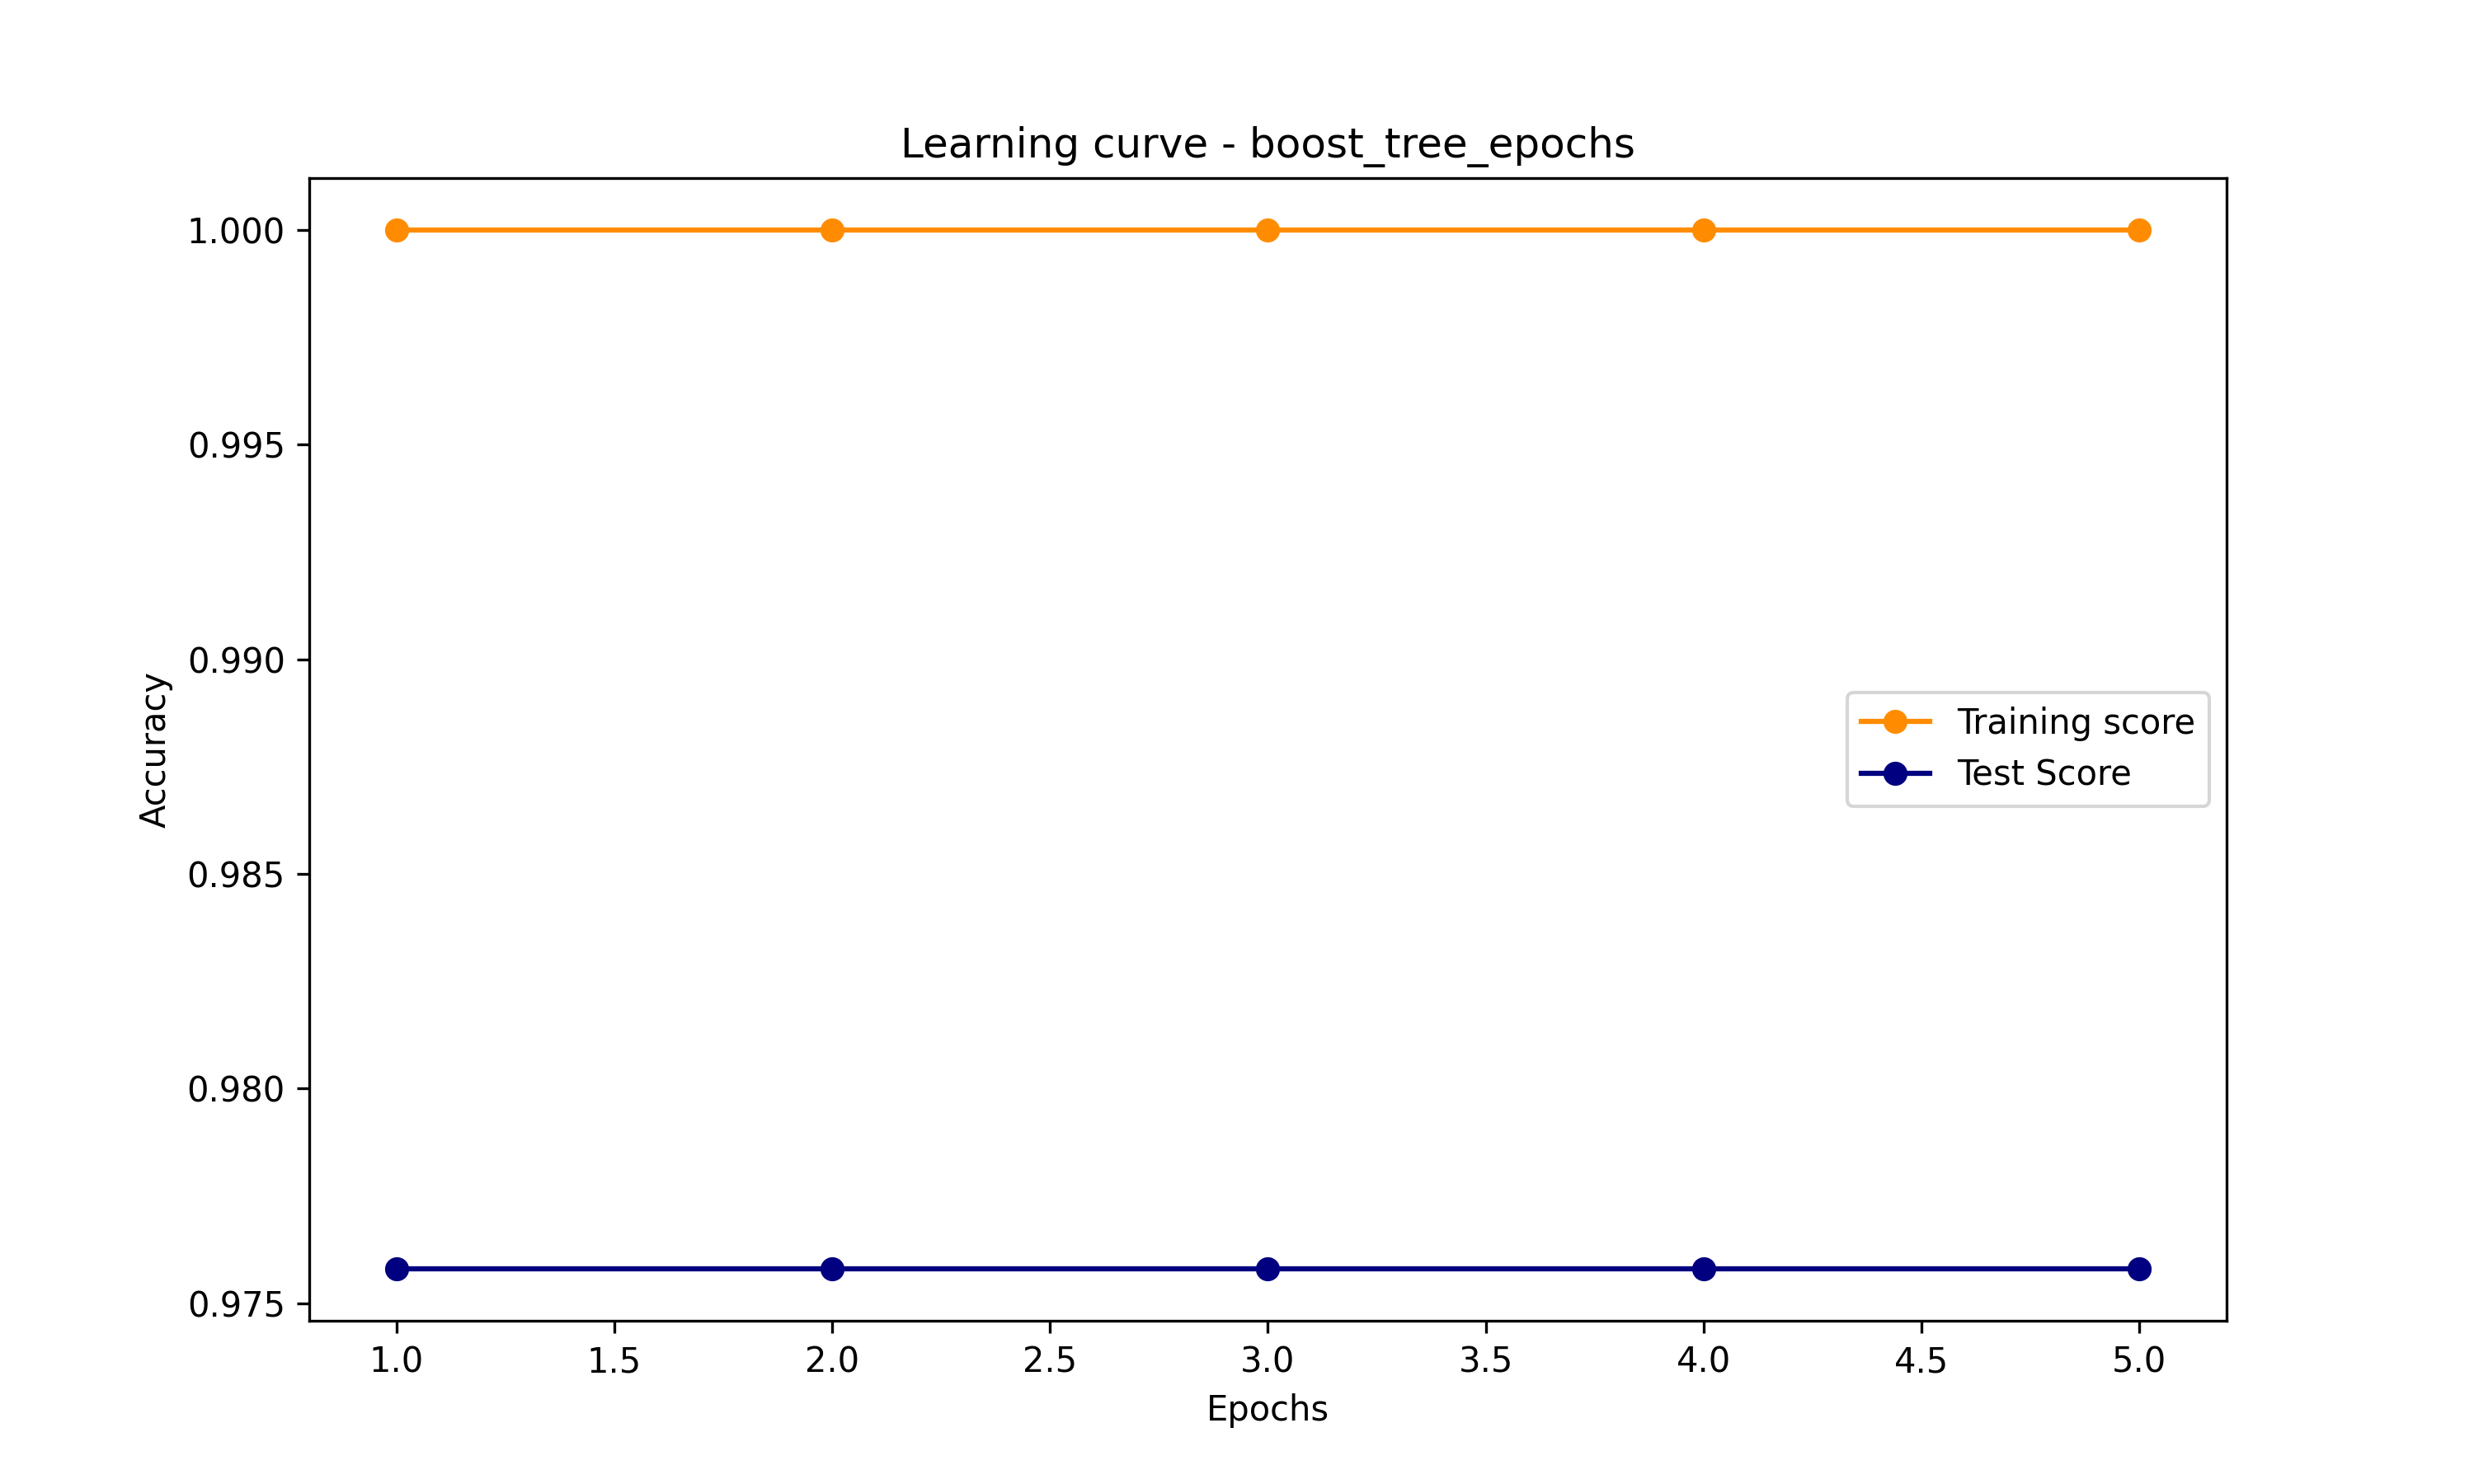 Learning curve - boost_tree_epochs
1.000
0.995
0.990
0.985
0.980
0.975
Accuracy
Training score
Test Score
1.0 1.5 2.0 2.5 3.0 3.5 4.0 4.5 5.0
Epochs